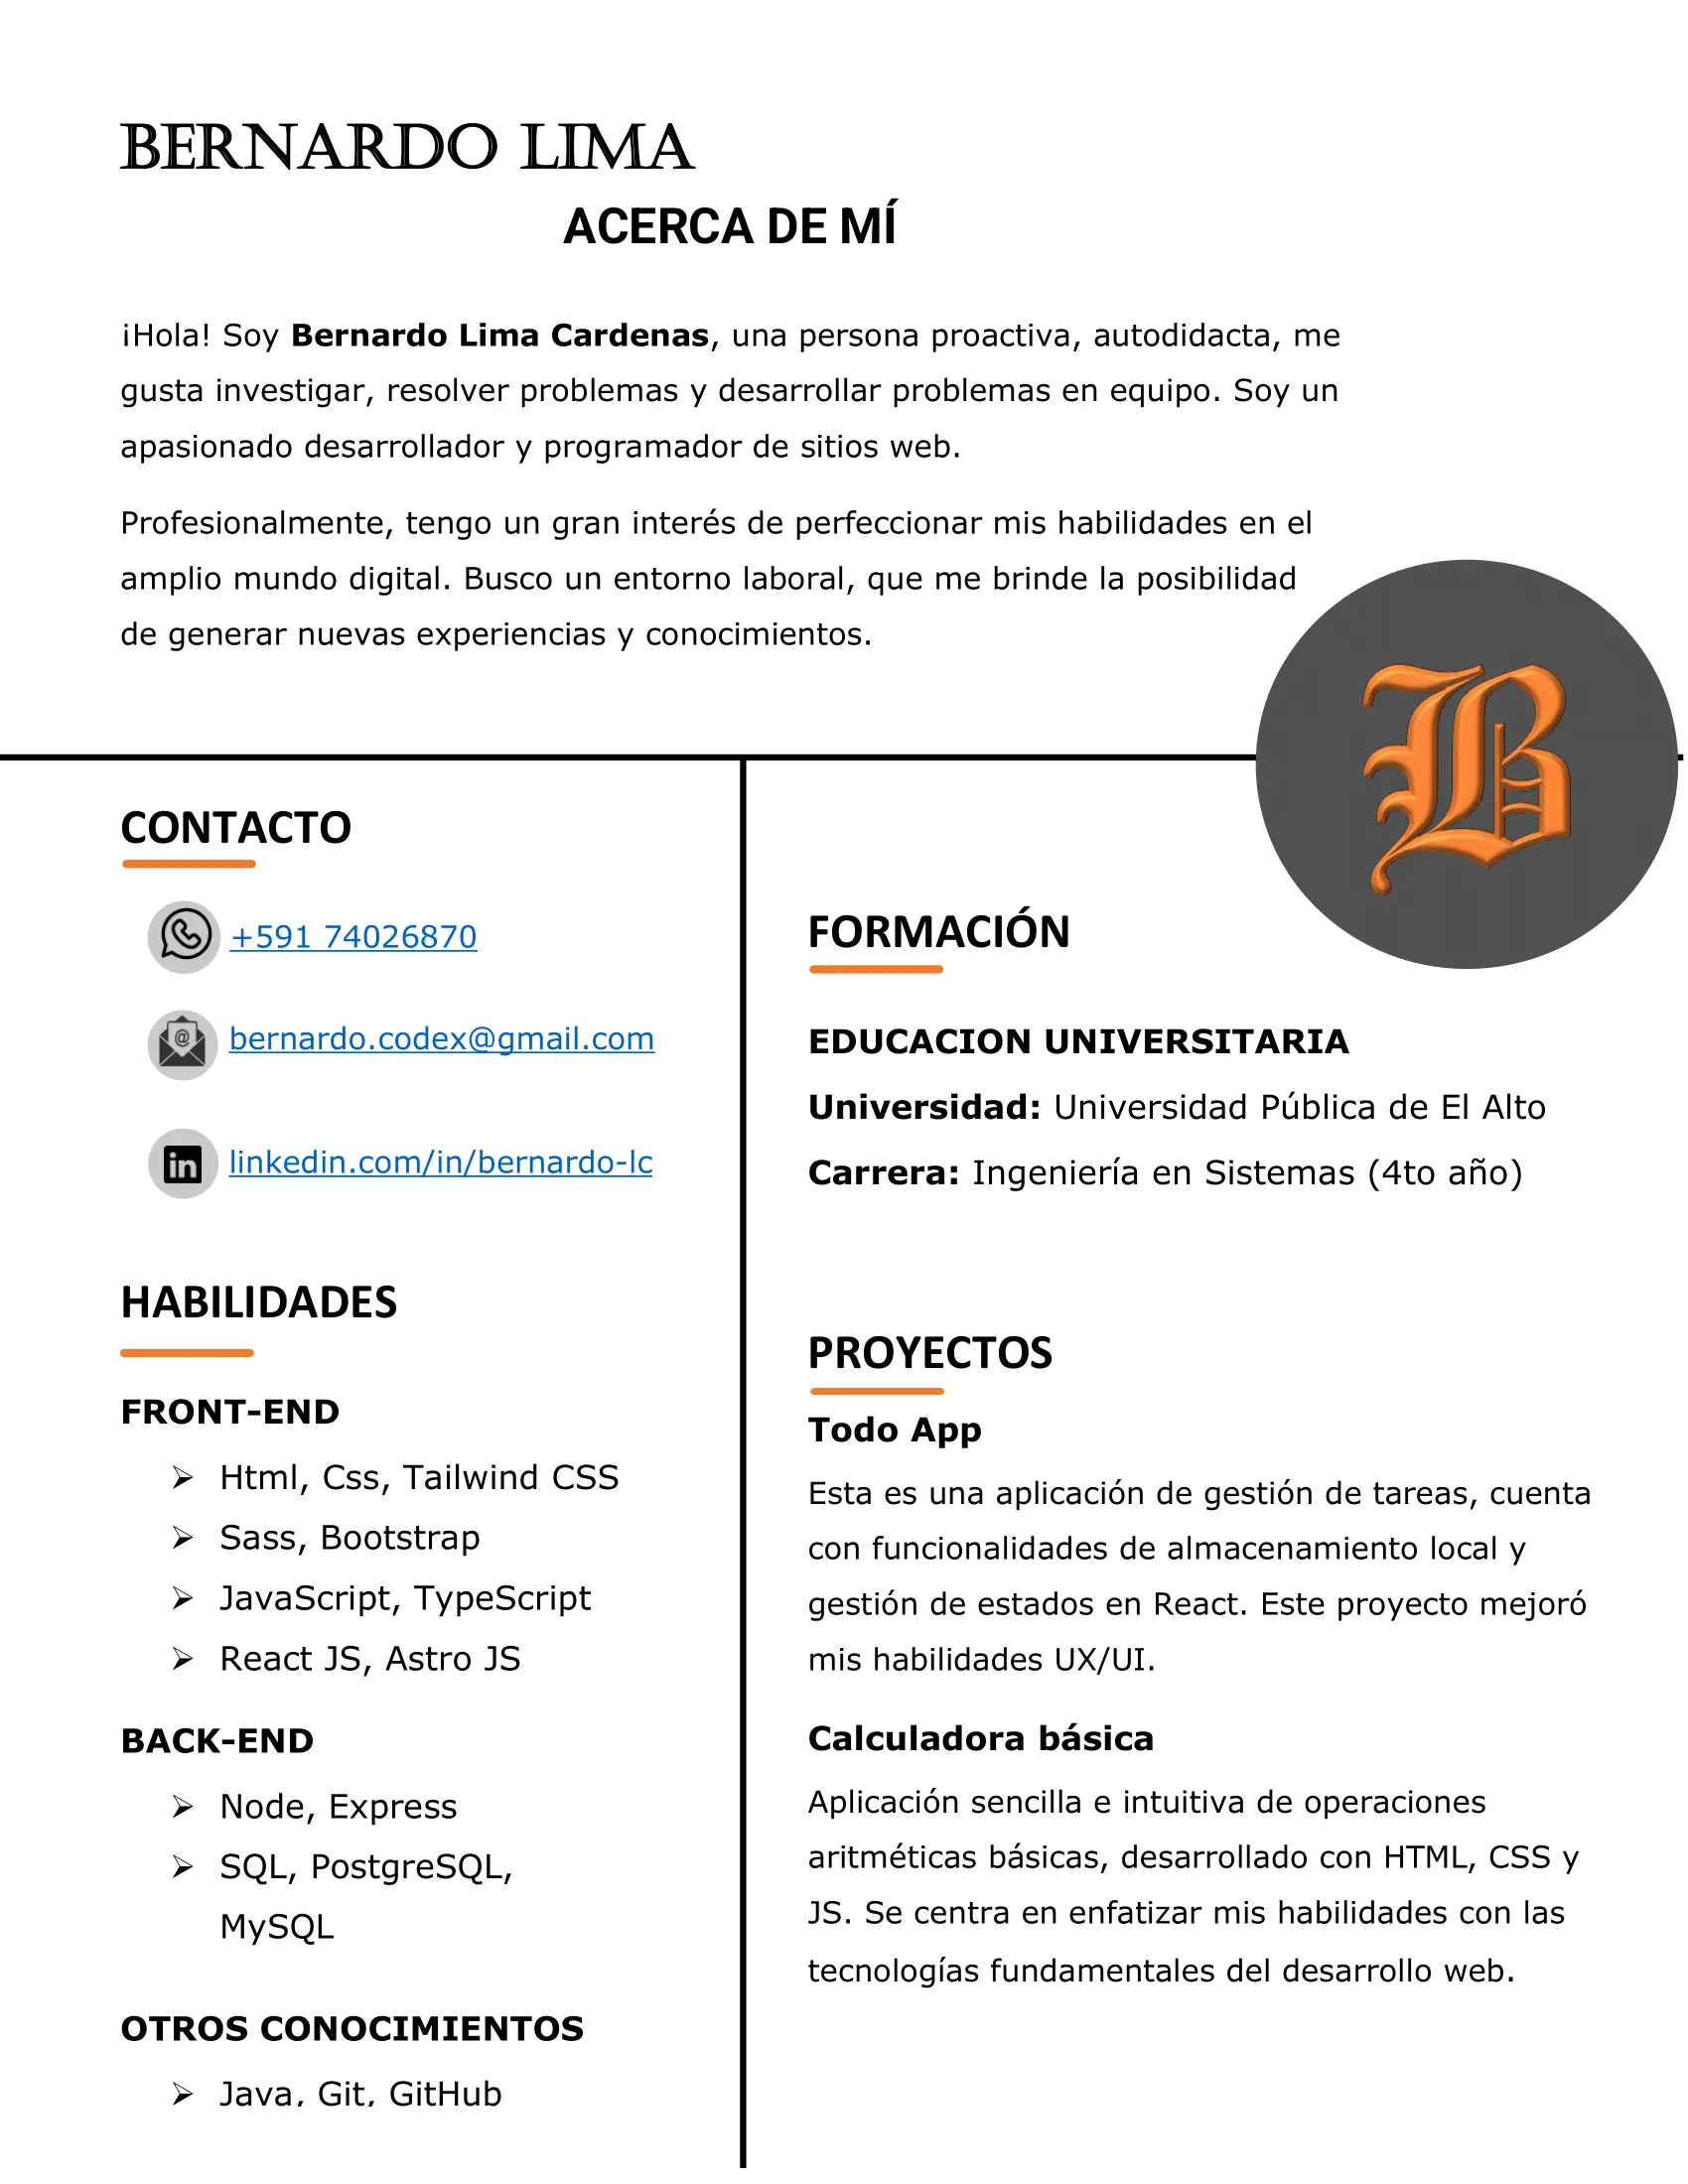 BERNARDO LIMA
ACERCA DE MÍ
¡Hola! Soy Bernardo Lima Cardenas, una persona proactiva, autodidacta, me
gusta investigar, resolver problemas y desarrollar problemas en equipo. Soy un
apasionado desarrollador y programador de sitios web.
Profesionalmente, tengo un gran interés de perfeccionar mis habilidades en el
amplio mundo digital. Busco un entorno laboral, que me brinde la posibilidad
de generar nuevas experiencias y conocimientos.
B
CONTACTO
+591 74026870
bernardo.codex@gmail.com
linkedin.com/in/bernardo-lc
HABILIDADES
FRONT-END
➢ Html, Css, Tailwind CSS
➢ Sass, Bootstrap
➢ JavaScript, TypeScript
➢ React JS, Astro JS
BACK-END
➢ Node, Express
➢ SQL, PostgreSQL,
MySQL
OTROS CONOCIMIENTOS
➢ Java, Git, GitHub
FORMACIÓN
EDUCACION UNIVERSITARIA
Universidad: Universidad Pública de El Alto
Carrera: Ingeniería en Sistemas (4to año)
PROYECTOS
Todo App
Esta es una aplicación de gestión de tareas, cuenta
con funcionalidades de almacenamiento local y
gestión de estados en React. Este proyecto mejoró
mis habilidades UX/UI.
Calculadora básica
Aplicación sencilla e intuitiva de operaciones
aritméticas básicas, desarrollado con HTML, CSS y
JS. Se centra en enfatizar mis habilidades con las
tecnologías fundamentales del desarrollo web.